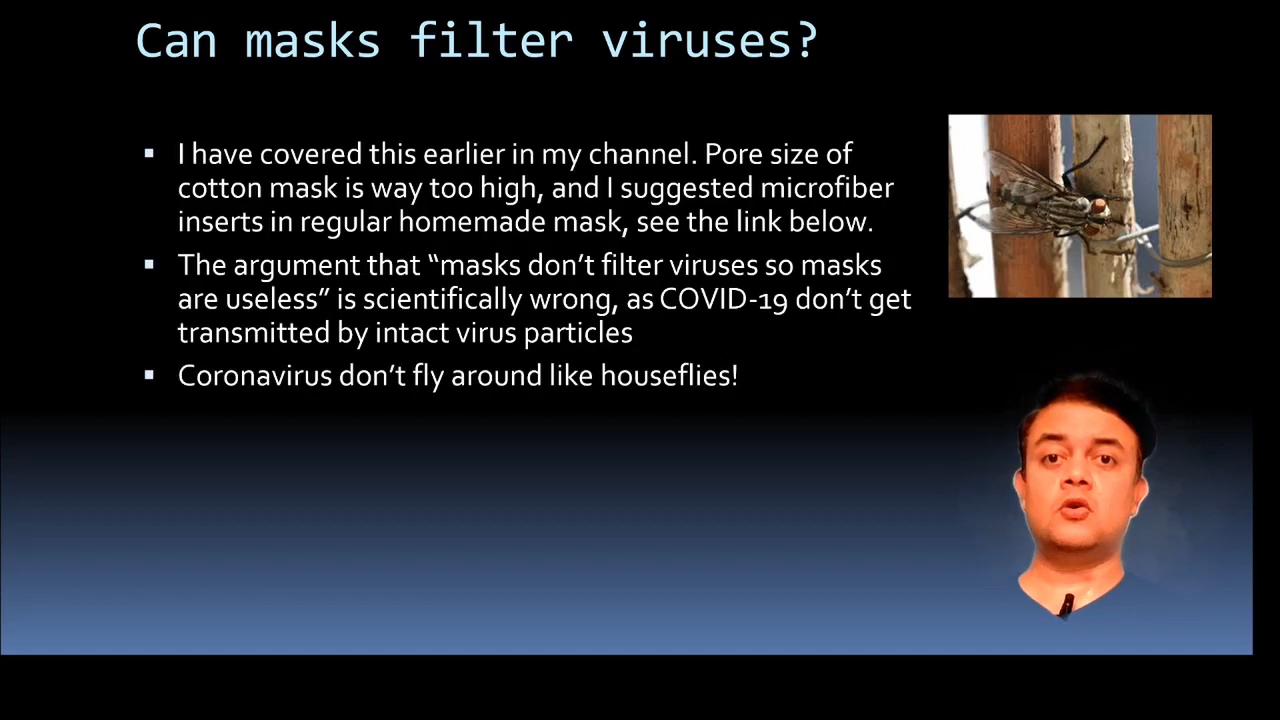 Can masks filter viruses?
I have covered this earlier in my channel. Pore size of
cotton mask is way too high, and I suggested microfiber
inserts in regular homemade mask, see the link below.
The argument that “masks don’t filter viruses so masks
are useless” is scientifically wrong, as COVID-19 don’t get
transmitted by intact virus particles
Coronavirus don’t fly around like houseflies!